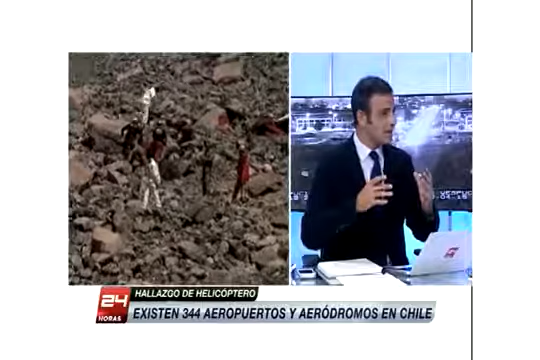 HALLAZGO DE HELICÓPTERO
24
HORAS
EXISTEN 344 AEROPUERTOS Y AERÓDROMOS EN CHILE